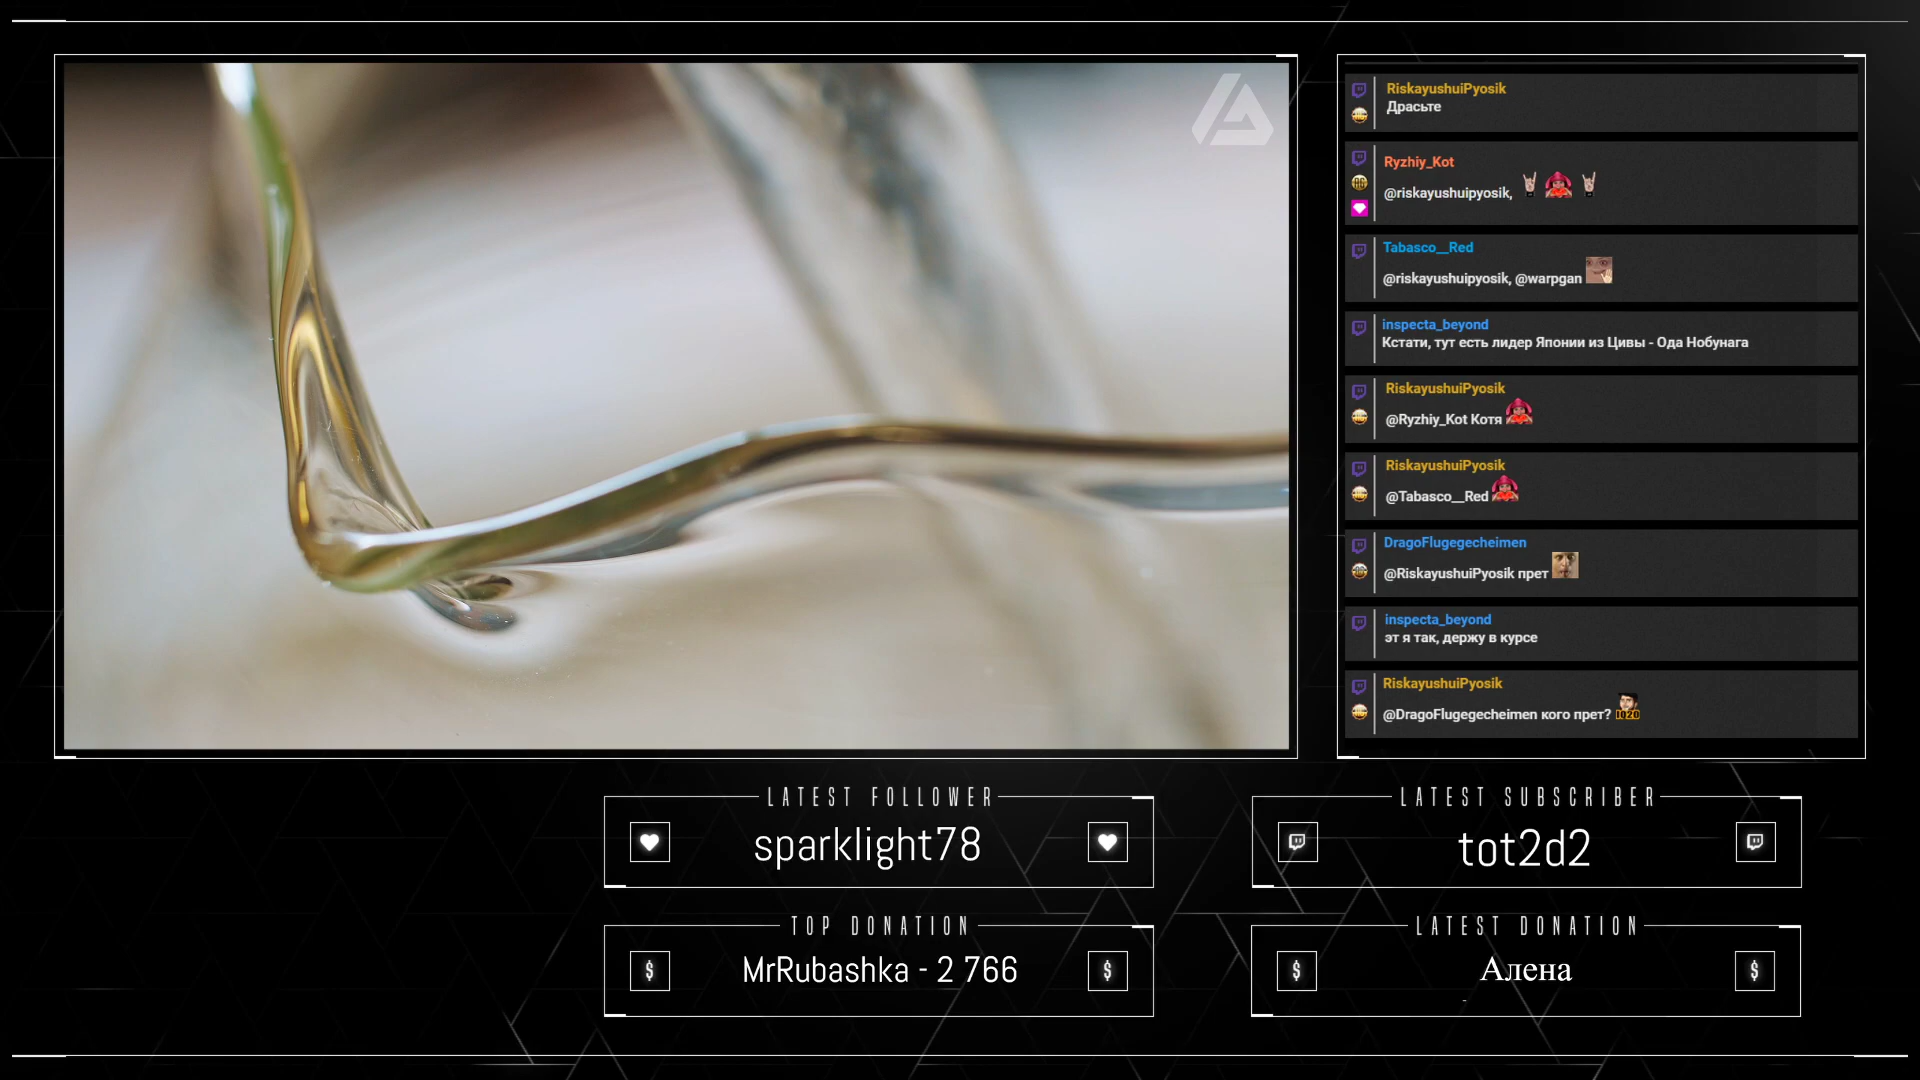 RiskayushuiPyosik
Драсьте
Ryzhiy_Kot
@riskayushuipyosik,
Tabasco__Red
@riskayushuipyosik, @warpgan
inspecta_beyond
Кстати, тут есть лидер Японии из Цивы - Ода Нобунага
RiskayushuiPyosik
@Ryzhiy_Kot Котя
RiskayushuiPyosik
@Tabasco__Red
DragoFlugegecheimen
@RiskayushuiPyosik прет
inspecta_beyond
эт я так, держу в курсе
RiskayushuiPyosik
@DragoFlugegecheimen кого прет?
LATEST FOLLOWER
sparklight78
LATEST SUBSCRIBER
tot2d2
TOP DONATION
MrRubashka - 2 766
LATEST DONATION
Алена